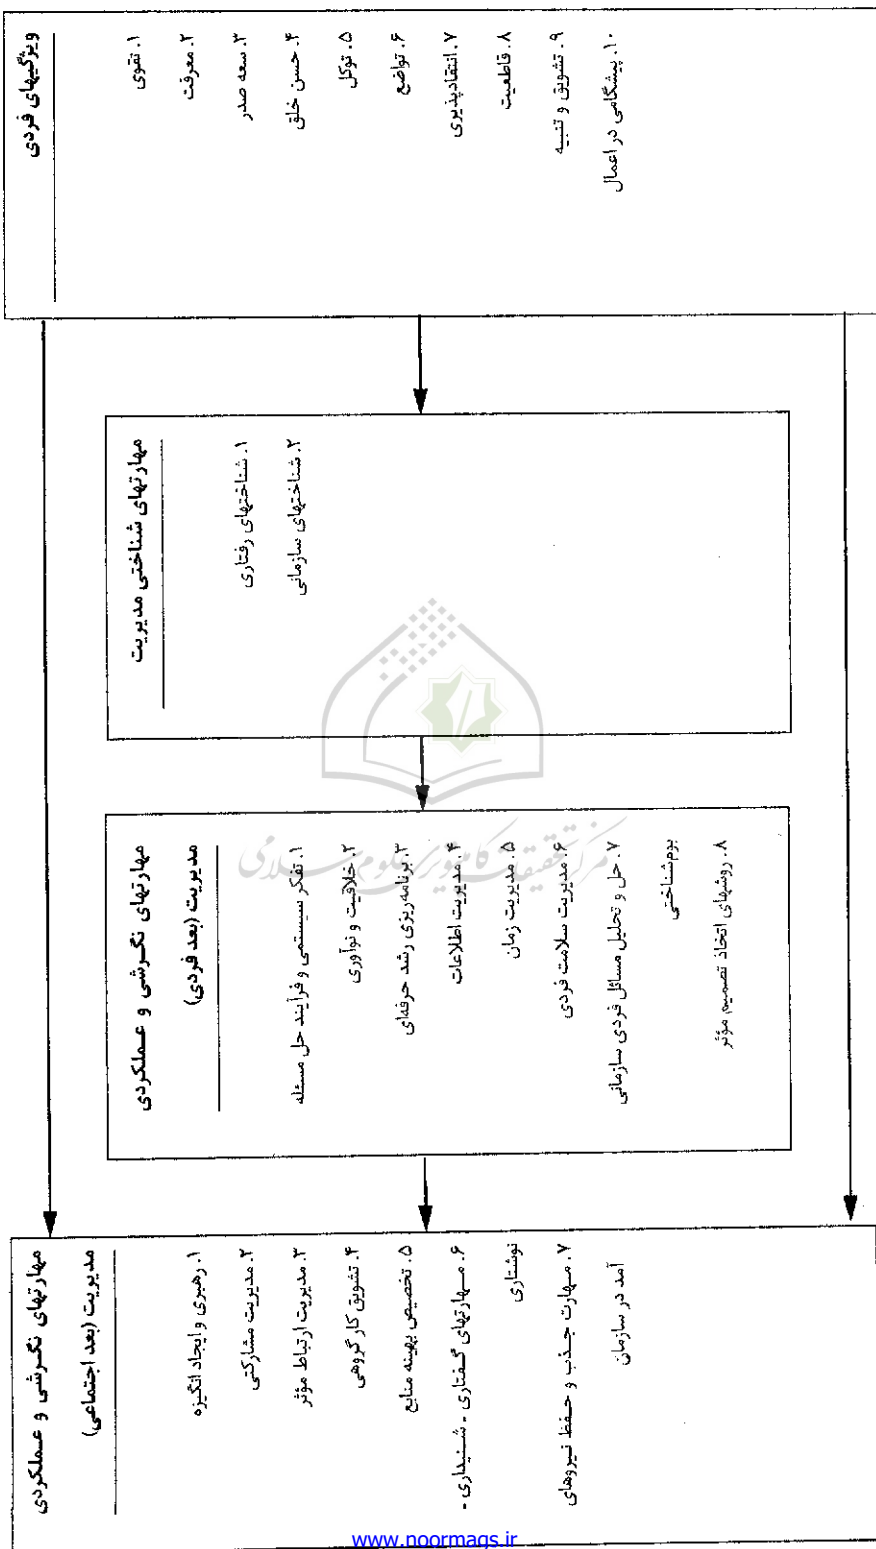 ویژگیهای فردی
۱. تقوی
۲. معرفت
۳. سعه صدر
۴. حسن خلق
۵. توکل
۶. تواضع
۷. انتقادپذیری
۸. قاطعیت
۹. تشویق و تنبیه
۱۰. پیشگامی در اعمال
مهارتهای شناختی مدیریت
۱. شناختهای رفتاری
۲. شناختهای سازمانی
مهارتهای نگرشی و عملکردی
مدیریت (بعد فردی)
۱. تفکر سیستمی و فرآیند حل مسئله
۲. خلاقیت و نوآوری
۳. برنامه‌ریزی رشد حرفه‌ای
۴. مدیریت اطلاعات
۵. مدیریت زمان
۶. مدیریت سلامت فردی
۷. حل و تحلیل مسائل فردی سازمانی
بوم‌شناختی
۸. روشهای اتخاذ تصمیم مؤثر
مهارتهای نگرشی و عملکردی
مدیریت (بعد اجتماعی)
۱. رهبری و ایجاد انگیزه
۲. مدیریت مشارکتی
۳. مدیریت ارتباط مؤثر
۴. تشویق کار گروهی
۵. تخصیص بهینه منابع
۶. مهارتهای گفتاری - شنیداری -
نوشتاری
۷. مهارت جذب و حفظ نیروهای
آمد در سازمان
مرکز تحقیقات کامپیوتری علوم اسلامی
www.noormags.ir